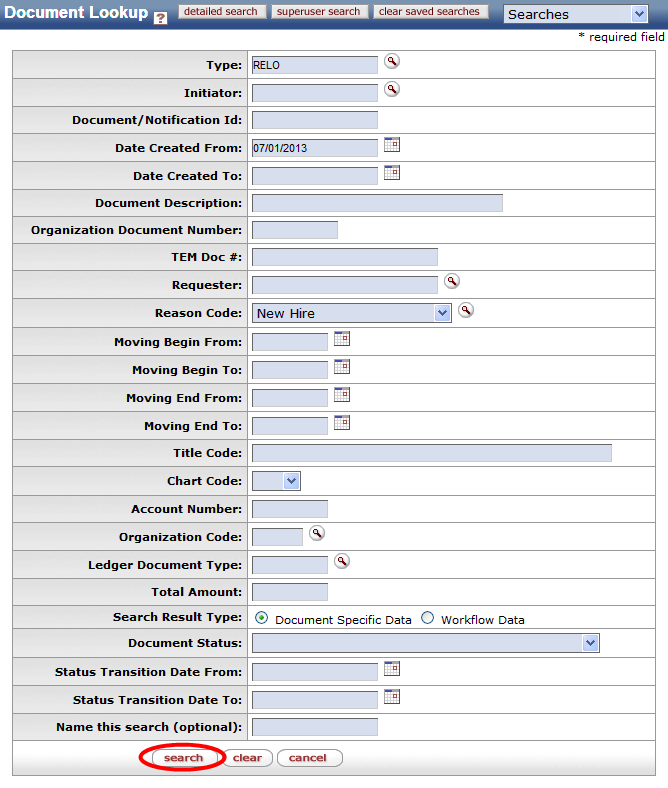 Document Lookup ? detailed search superuser search clear saved searches Searches
* required field
Type: RELO
Initiator:
Document/Notification Id:
Date Created From: 07/01/2013
Date Created To:
Document Description:
Organization Document Number:
TEM Doc #:
Requester:
Reason Code: New Hire
Moving Begin From:
Moving Begin To:
Moving End From:
Moving End To:
Title Code:
Chart Code:
Account Number:
Organization Code:
Ledger Document Type:
Total Amount:
Search Result Type: Document Specific Data Workflow Data
Document Status:
Status Transition Date From:
Status Transition Date To:
Name this search (optional):
search clear cancel